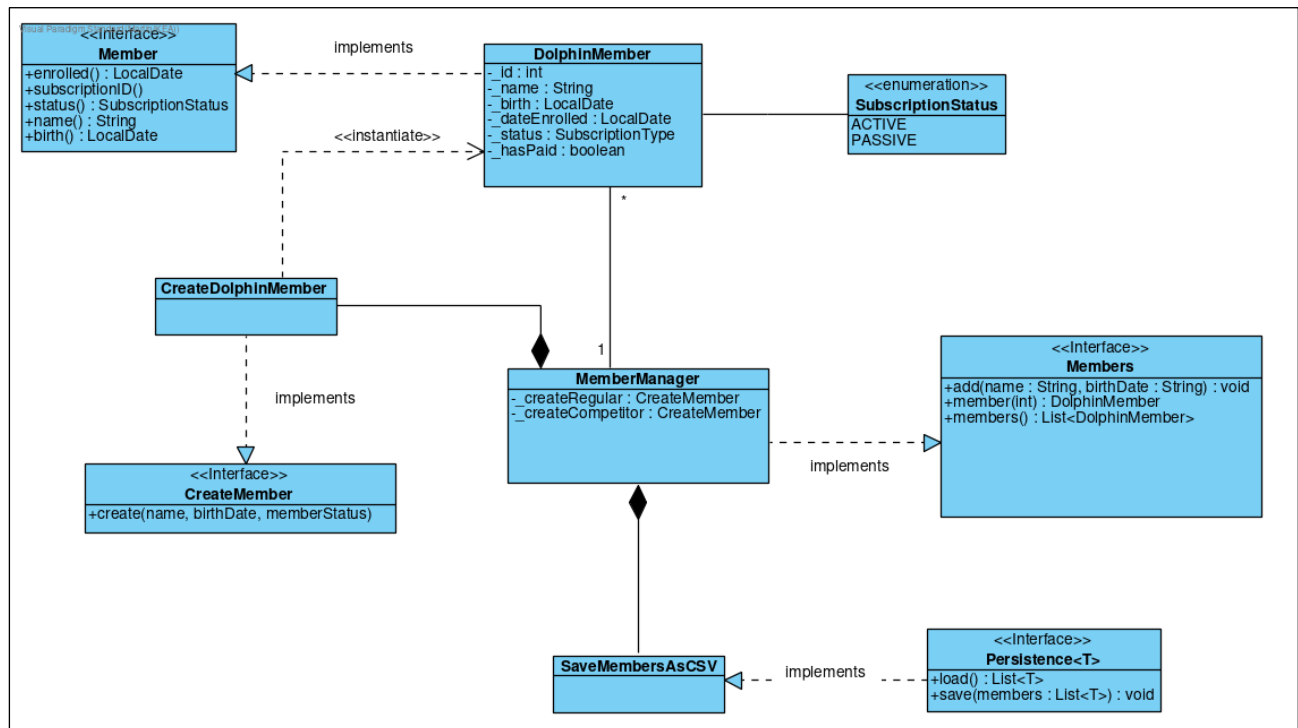 <<Interface>>
Member
+enrolled() : LocalDate
+subscriptionID()
+status() : SubscriptionStatus
+name() : String
+birth() : LocalDate
implements
DolphinMember
-_id : int
-_name : String
-_birth : LocalDate
-_dateEnrolled : LocalDate
-_status : SubscriptionType
-_hasPaid : boolean
<<enumeration>>
SubscriptionStatus
ACTIVE
PASSIVE
<<instantiate>>
*
CreateDolphinMember
1
MemberManager
-_createRegular : CreateMember
-_createCompetitor : CreateMember
<<Interface>>
Members
+add(name : String, birthDate : String) : void
+member(int) : DolphinMember
+members() : List<DolphinMember>
implements
implements
<<Interface>>
CreateMember
+create(name, birthDate, memberStatus)
SaveMembersAsCSV
implements
<<Interface>>
Persistence<T>
+load() : List<T>
+save(members : List<T>) : void